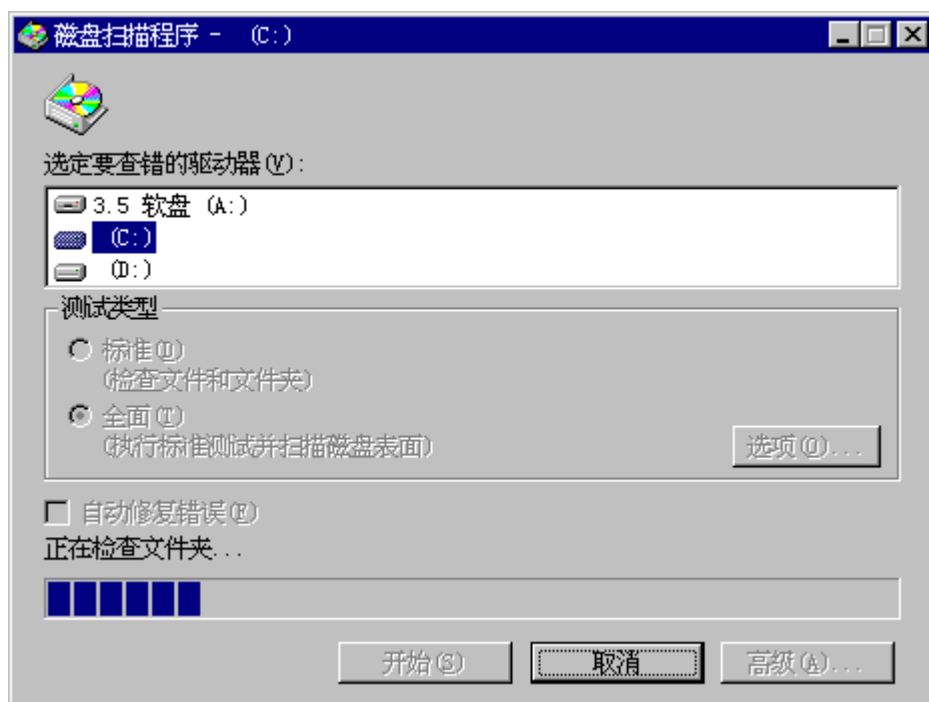 磁盘扫描程序 - (C:)
选定要查错的驱动器(V):
3.5 软盘 (A:)
(C:)
(D:)
测试类型
标准(D)
(检查文件和文件夹)
全面(T)
(执行标准测试并扫描磁盘表面)
选项(O)...
自动修复错误(F)
正在检查文件夹...
开始(S)
取消
高级(A)...